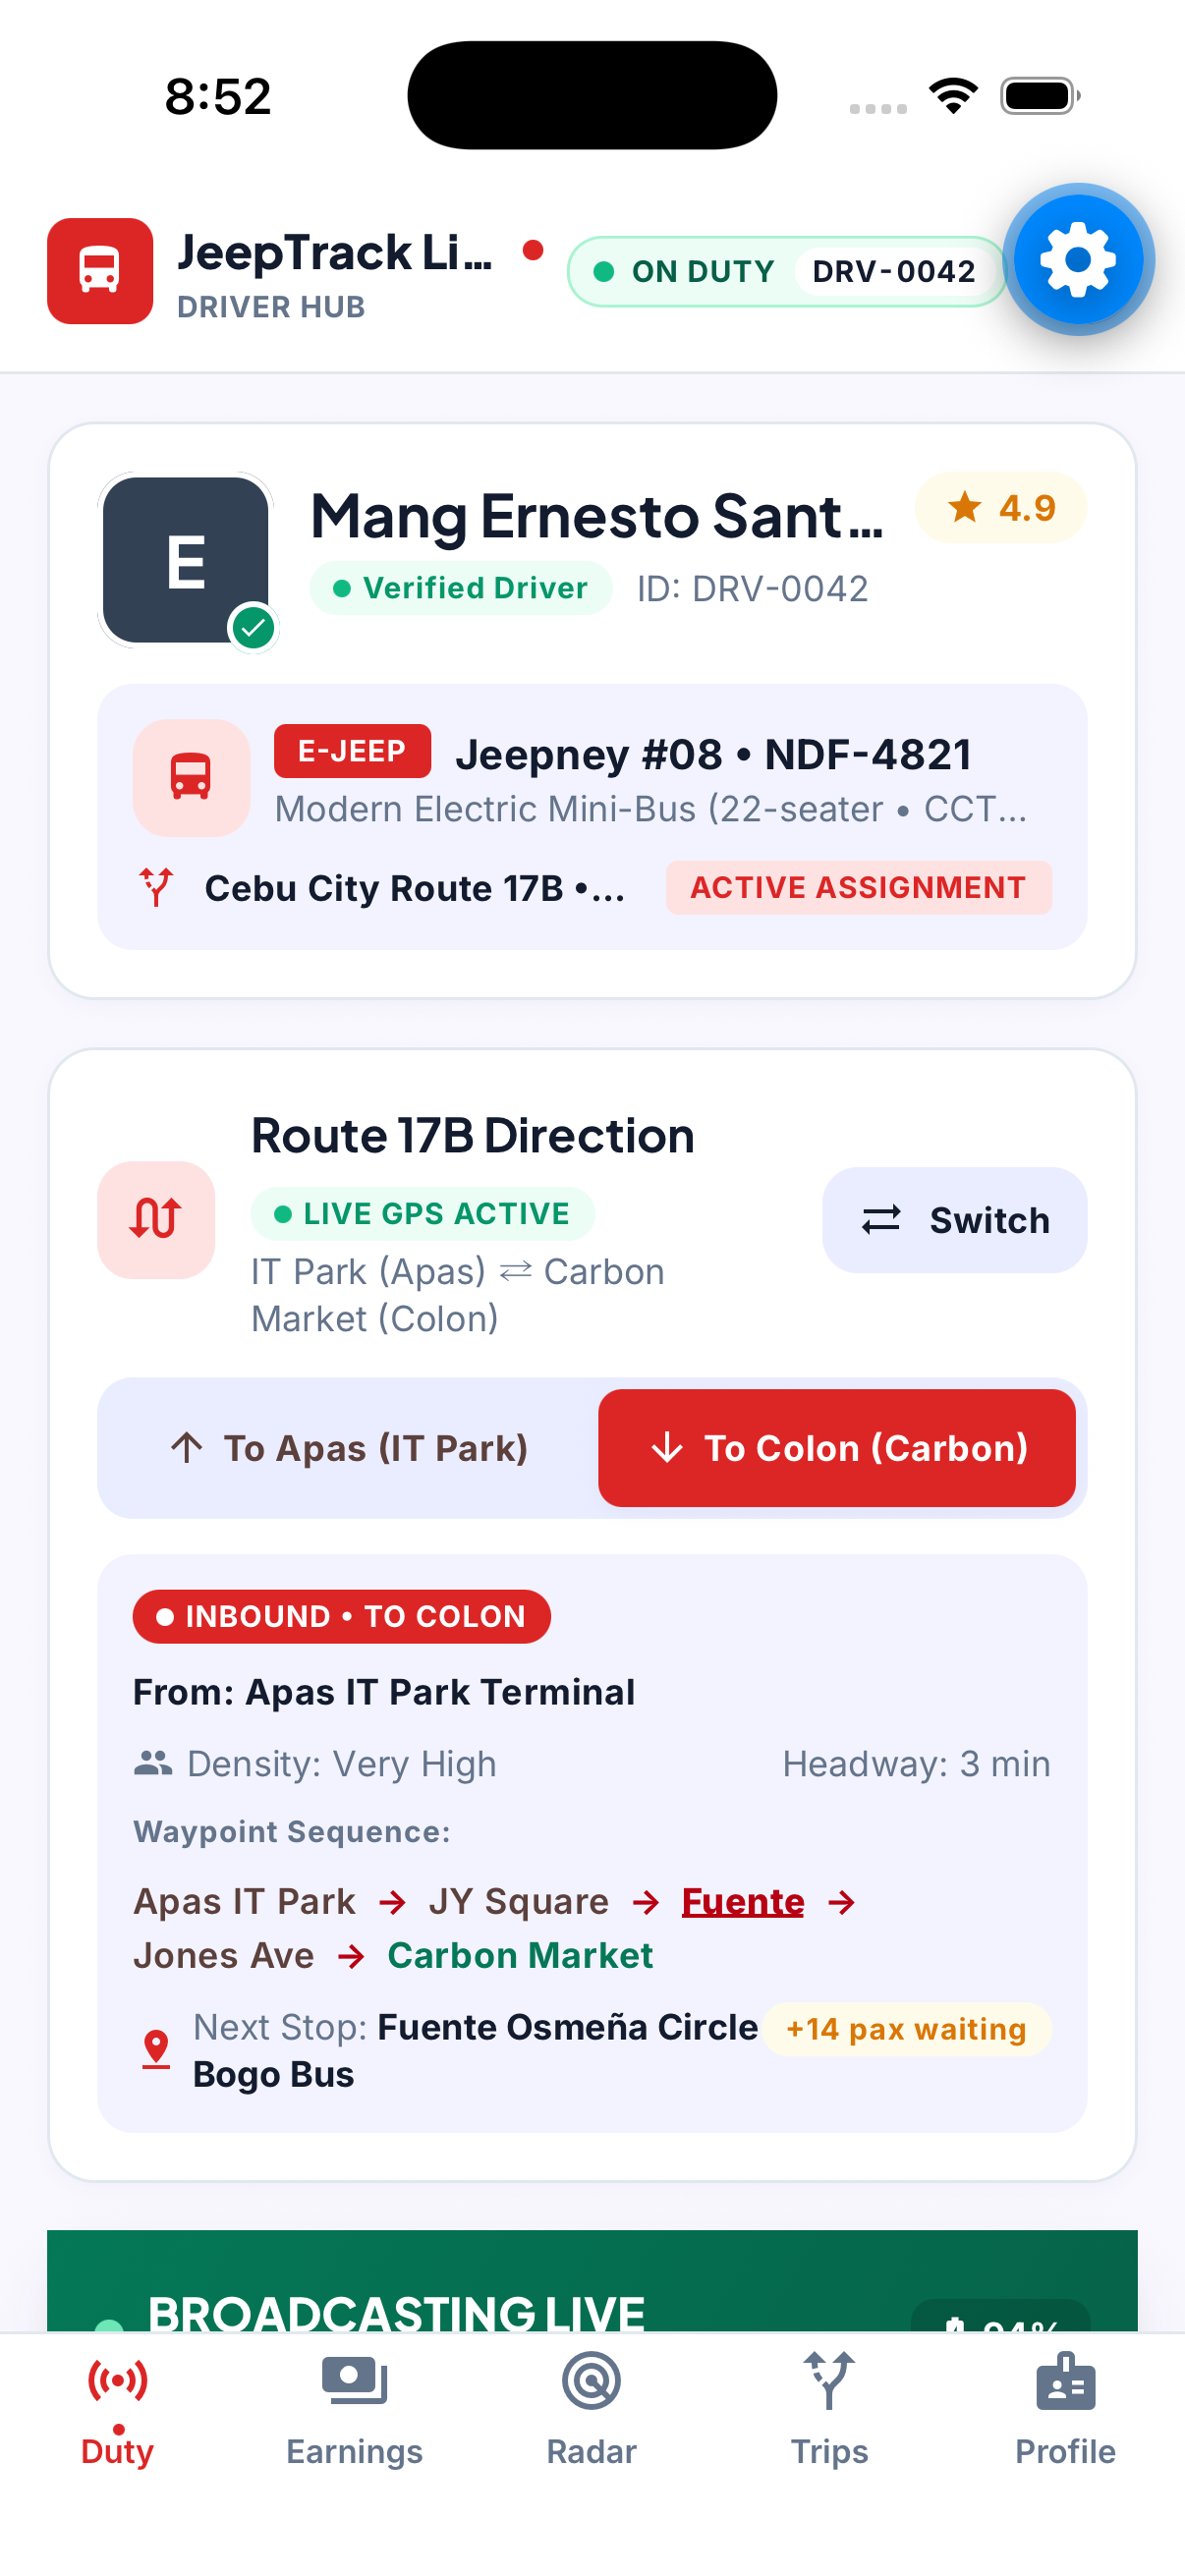 8:52
JeepTrack Li...
DRIVER HUB
ON DUTY
DRV-0042
E
Mang Ernesto Sant...
4.9
Verified Driver
ID: DRV-0042
E-JEEP
Jeepney #08 • NDF-4821
Modern Electric Mini-Bus (22-seater • CCT...
Cebu City Route 17B •...
ACTIVE ASSIGNMENT
Route 17B Direction
LIVE GPS ACTIVE
IT Park (Apas) ⇄ Carbon
Market (Colon)
Switch
↑ To Apas (IT Park)
↓ To Colon (Carbon)
INBOUND • TO COLON
From: Apas IT Park Terminal
Density: Very High
Headway: 3 min
Waypoint Sequence:
Apas IT Park → JY Square → Fuente →
Jones Ave → Carbon Market
Next Stop: Fuente Osmeña Circle
Bogo Bus
+14 pax waiting
BROADCASTING LIVE
94%
Duty
Earnings
Radar
Trips
Profile